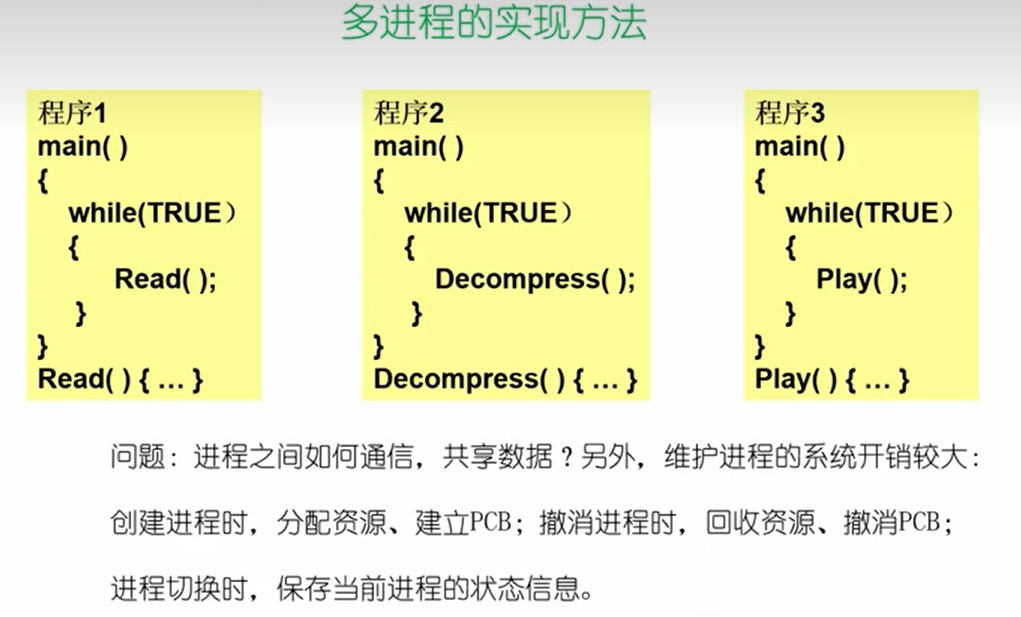 多进程的实现方法
程序1
main( )
{
while(TRUE）
{
Read( );
}
}
Read( ) { … }
程序2
main( )
{
while(TRUE）
{
Decompress( );
}
}
Decompress( ) { … }
程序3
main( )
{
while(TRUE）
{
Play( );
}
}
Play( ) { … }
问题：进程之间如何通信，共享数据？另外，维护进程的系统开销较大：
创建进程时，分配资源、建立PCB；撤消进程时，回收资源、撤消PCB；
进程切换时，保存当前进程的状态信息。